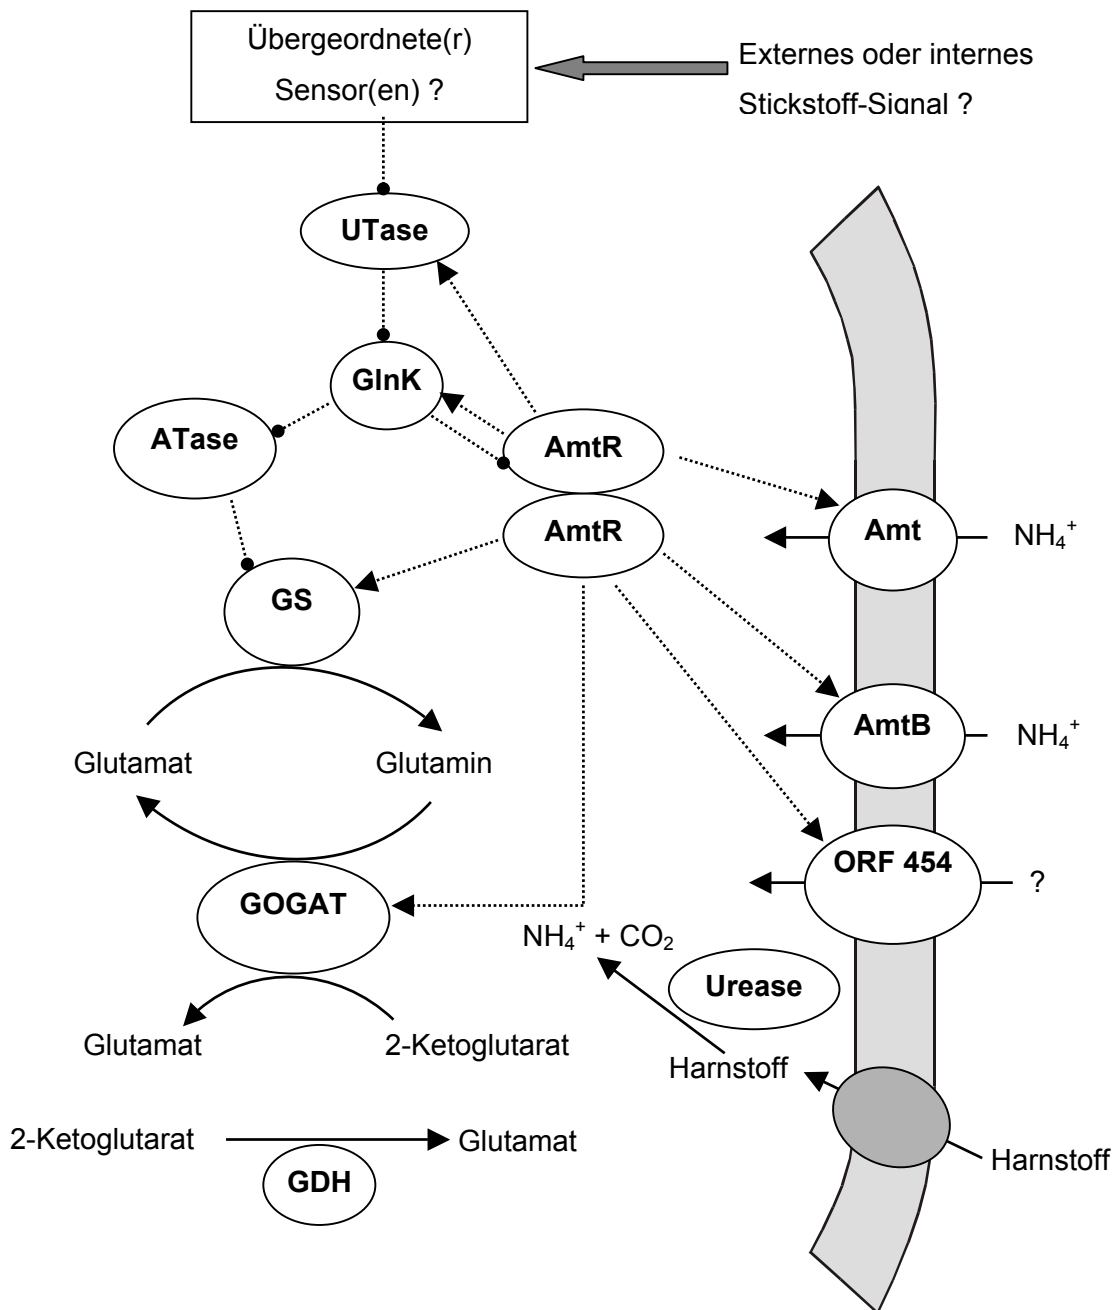 Übergeordnete(r)
Sensor(en) ?
Externes oder internes
Stickstoff-Signal ?
UTase
GlnK
ATase
AmtR
AmtR
Amt
NH₄⁺
GS
AmtB
NH₄⁺
Glutamat
Glutamin
ORF 454
?
GOGAT
NH₄⁺ + CO₂
Urease
Glutamat
2-Ketoglutarat
Harnstoff
2-Ketoglutarat
Glutamat
GDH
Harnstoff